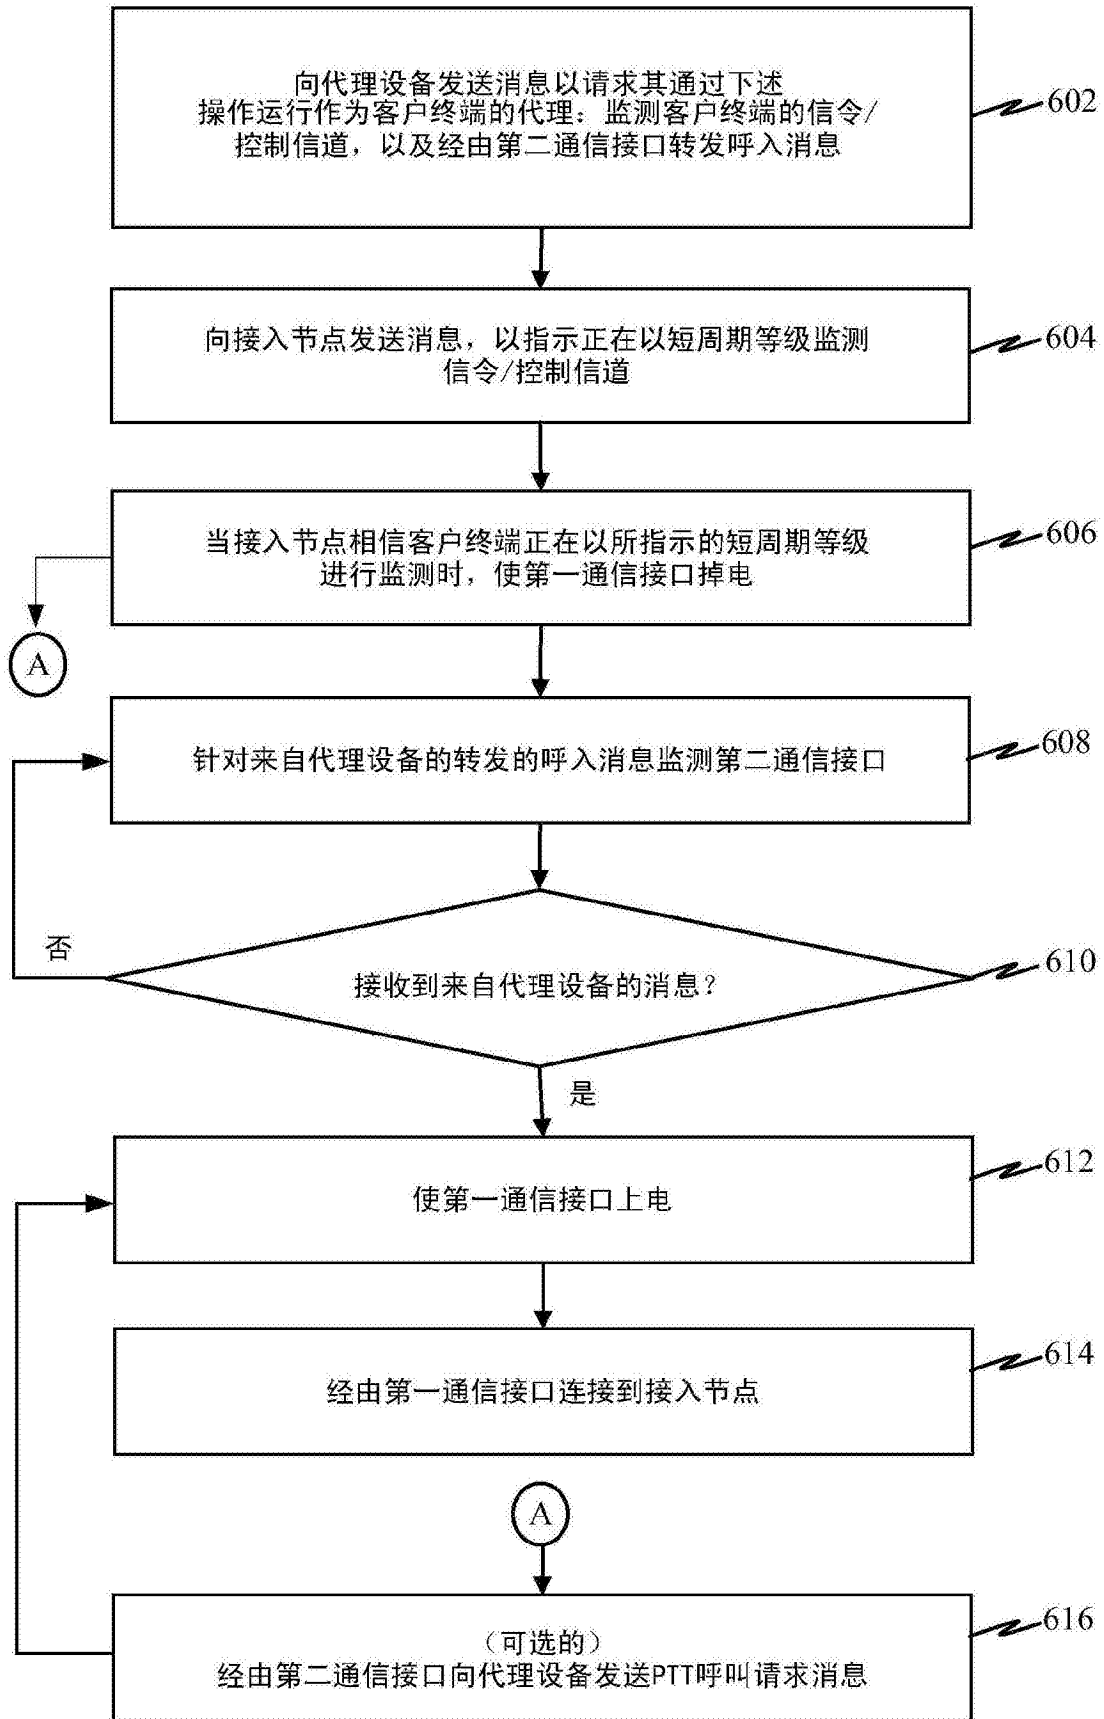 向代理设备发送消息以请求其通过下述
操作运行作为客户终端的代理：监测客户终端的信令/
控制信道，以及经由第二通信接口转发呼入消息
602
向接入节点发送消息，以指示正在以短周期等级监测
信令/控制信道
604
当接入节点相信客户终端正在以所指示的短周期等级
进行监测时，使第一通信接口掉电
606
A
针对来自代理设备的转发的呼入消息监测第二通信接口
608
否
接收到来自代理设备的消息？
610
是
使第一通信接口上电
612
经由第一通信接口连接到接入节点
614
A
（可选的）
经由第二通信接口向代理设备发送PTT呼叫请求消息
616